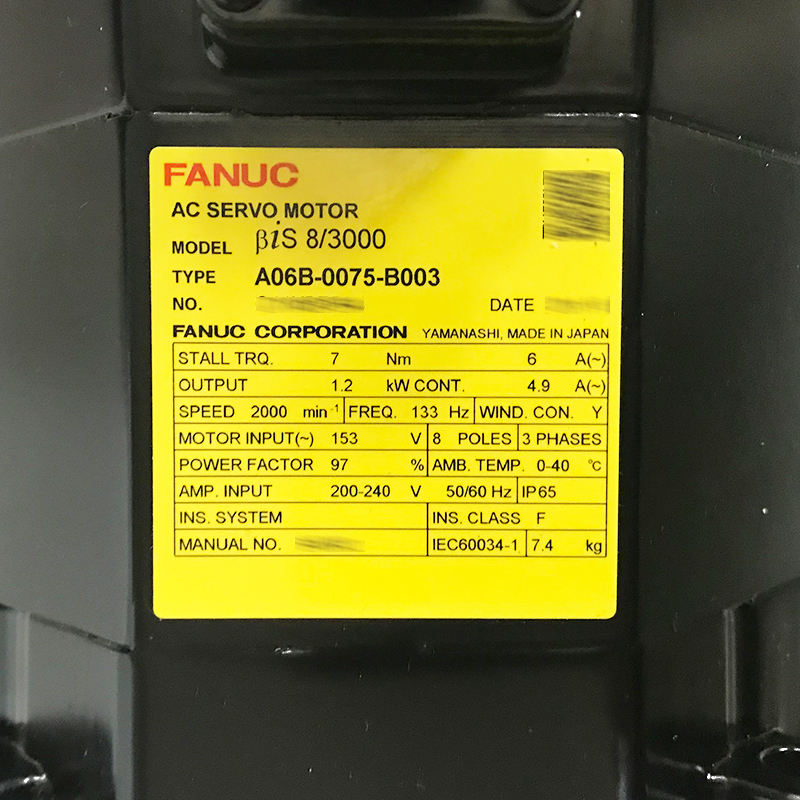 FANUC
AC SERVO MOTOR
MODEL βiS 8/3000
TYPE A06B-0075-B003
NO. DATE
FANUC CORPORATION YAMANASHI, MADE IN JAPAN
STALL TRQ. 7 Nm 6 A(~)
OUTPUT 1.2 kW CONT. 4.9 A(~)
SPEED 2000 min⁻¹ FREQ. 133 Hz WIND. CON. Y
MOTOR INPUT(~) 153 V 8 POLES 3 PHASES
POWER FACTOR 97 % AMB. TEMP. 0-40 ℃
AMP. INPUT 200-240 V 50/60 Hz IP65
INS. SYSTEM INS. CLASS F
MANUAL NO. IEC60034-1 7.4 kg